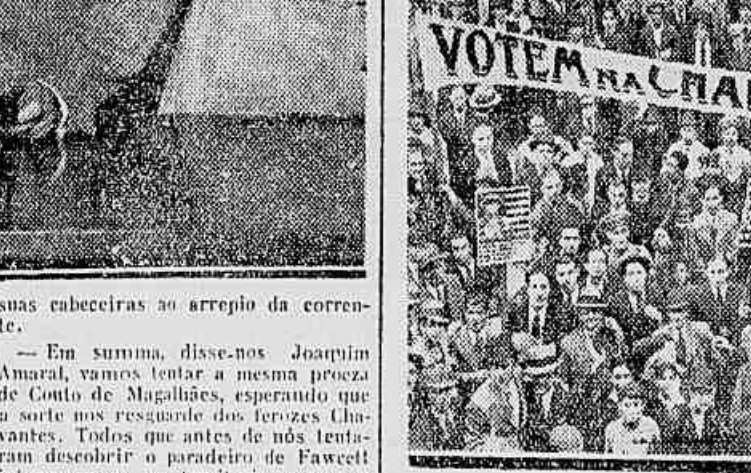 suas cabeceiras ao arrepio da corren-
te.
— Em summa, disse-nos Joaquim
Amaral, vamos tentar a mesma proeza
de Couto de Magalhães, esperando que
a sorte nos resguarde dos ferozes Cha-
vantes. Todos que antes de nós tenta-
ram descobrir o paradeiro de Fawcett
VOTEM NA CHA